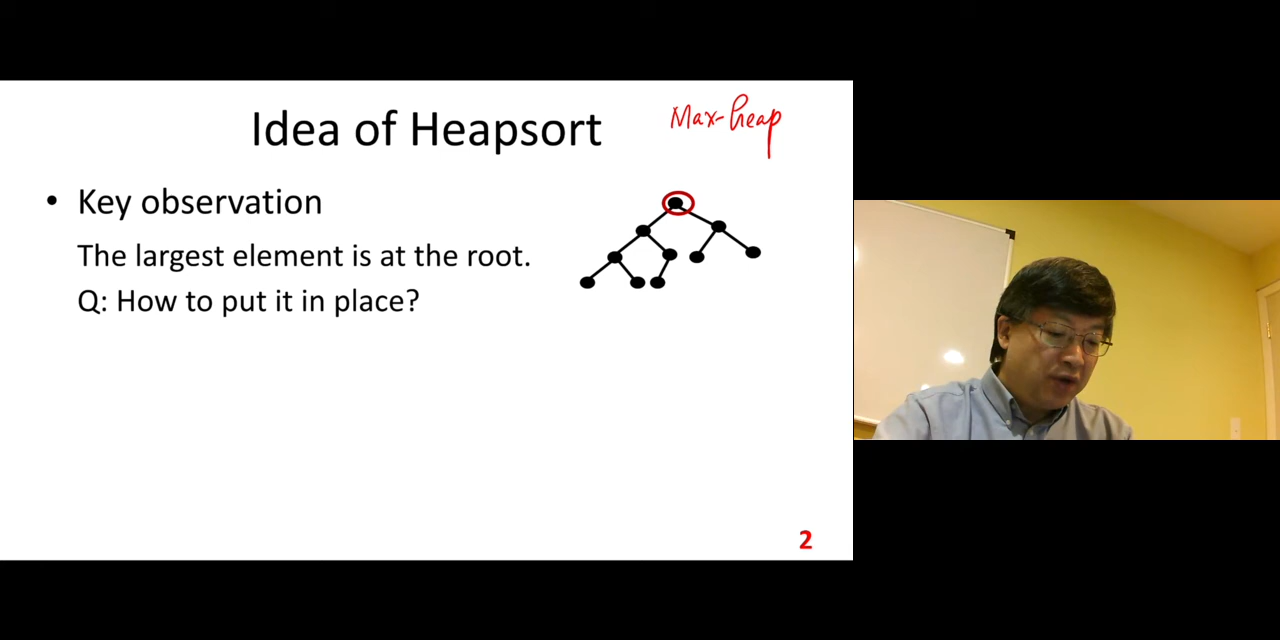 Idea of Heapsort
Max-heap
• Key observation
The largest element is at the root.
Q: How to put it in place?
2